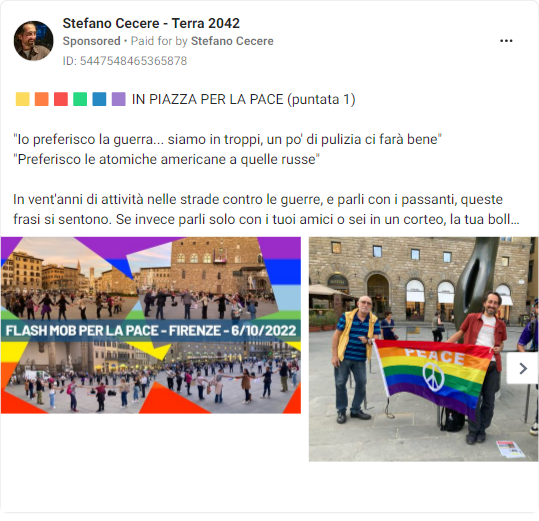 Stefano Cecere - Terra 2042
Sponsored • Paid for by Stefano Cecere
ID: 5447548465365878
IN PIAZZA PER LA PACE (puntata 1)
"Io preferisco la guerra... siamo in troppi, un po' di pulizia ci farà bene"
"Preferisco le atomiche americane a quelle russe"
In vent'anni di attività nelle strade contro le guerre, e parli con i passanti, queste
frasi si sentono. Se invece parli solo con i tuoi amici o sei in un corteo, la tua boll...
FLASH MOB PER LA PACE - FIRENZE - 6/10/2022
PEACE